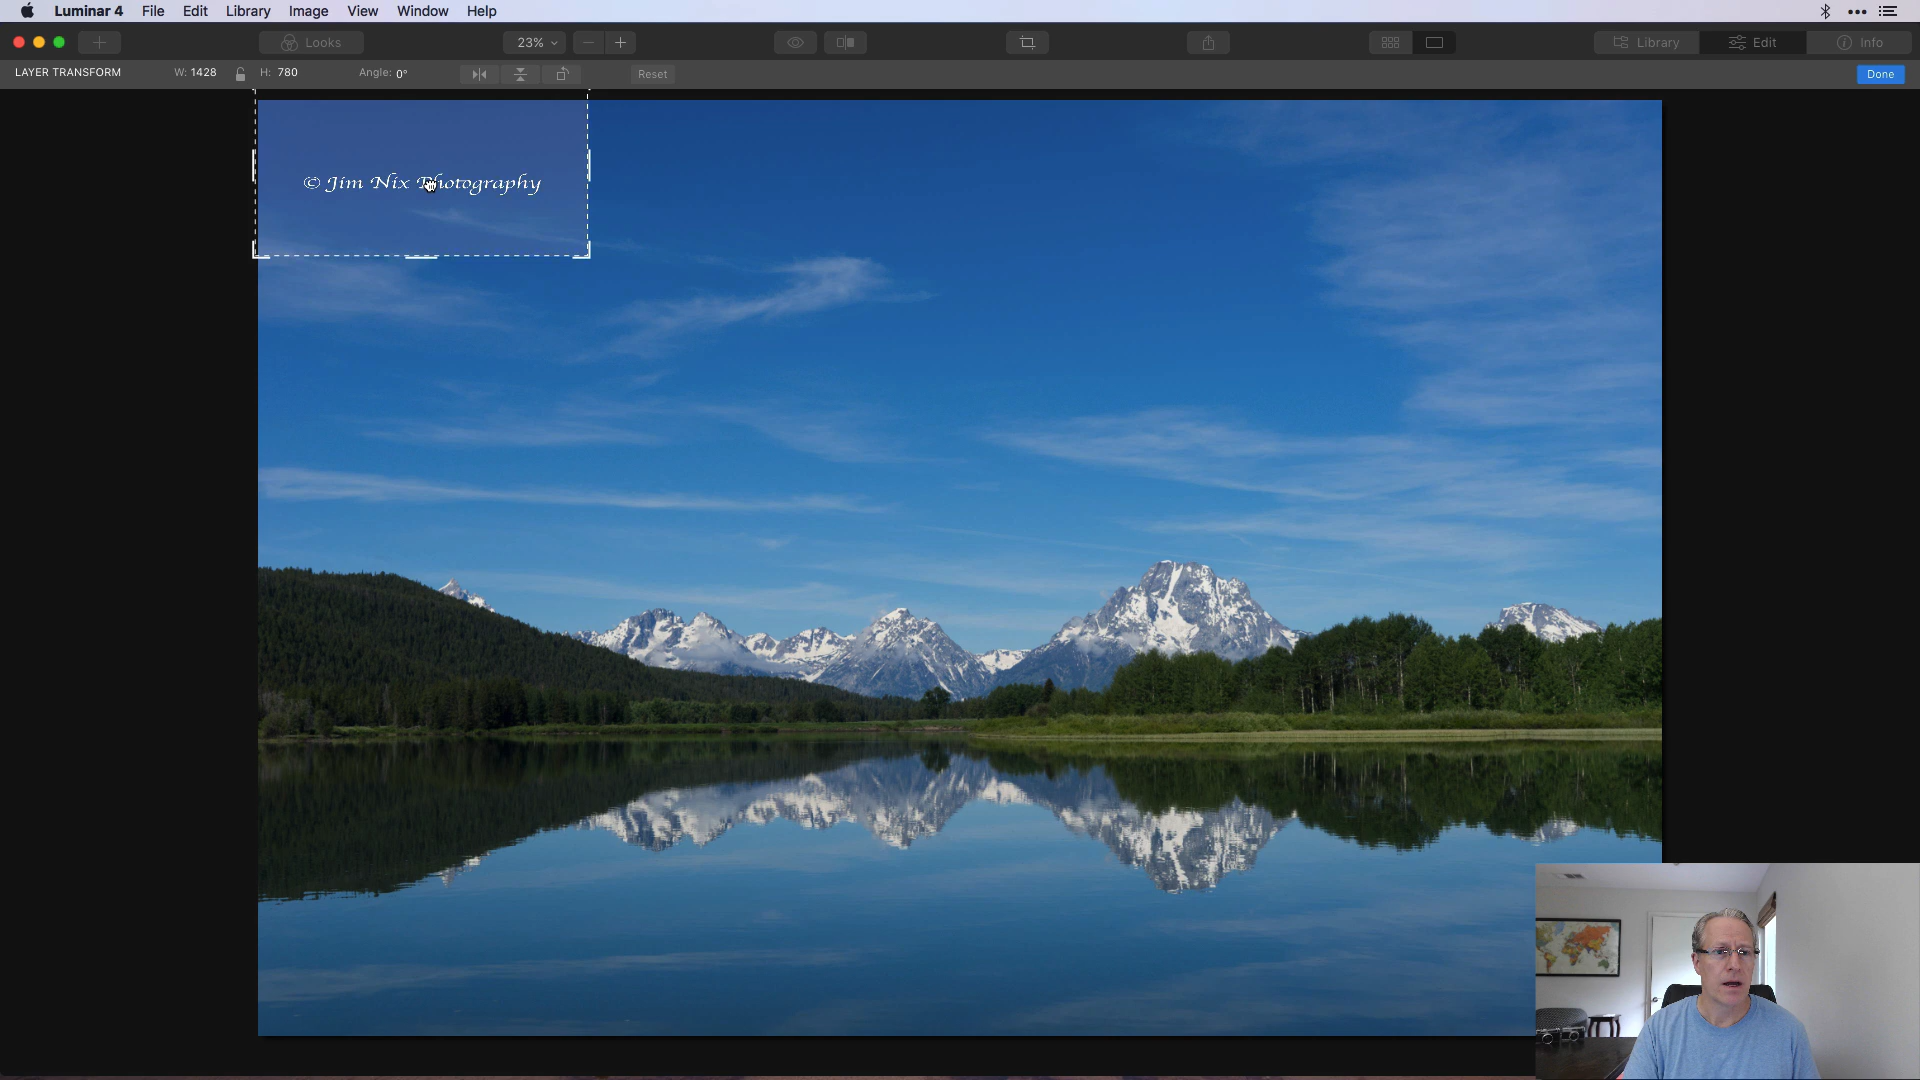 Luminar 4 File Edit Library Image View Window Help
Looks 23% Library Edit Info
LAYER TRANSFORM W: 1428 H: 780 Angle: 0° Reset Done
© Jim Nix Photography